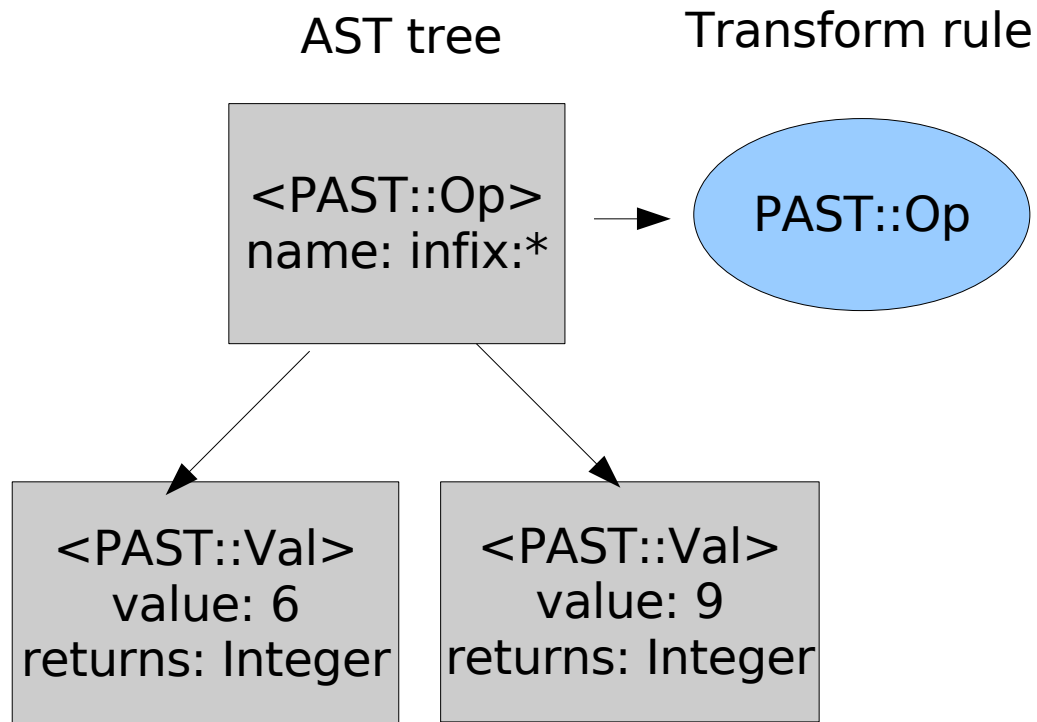 AST tree
Transform rule
<PAST::Op>
name: infix:*
PAST::Op
<PAST::Val>
value: 6
returns: Integer
<PAST::Val>
value: 9
returns: Integer